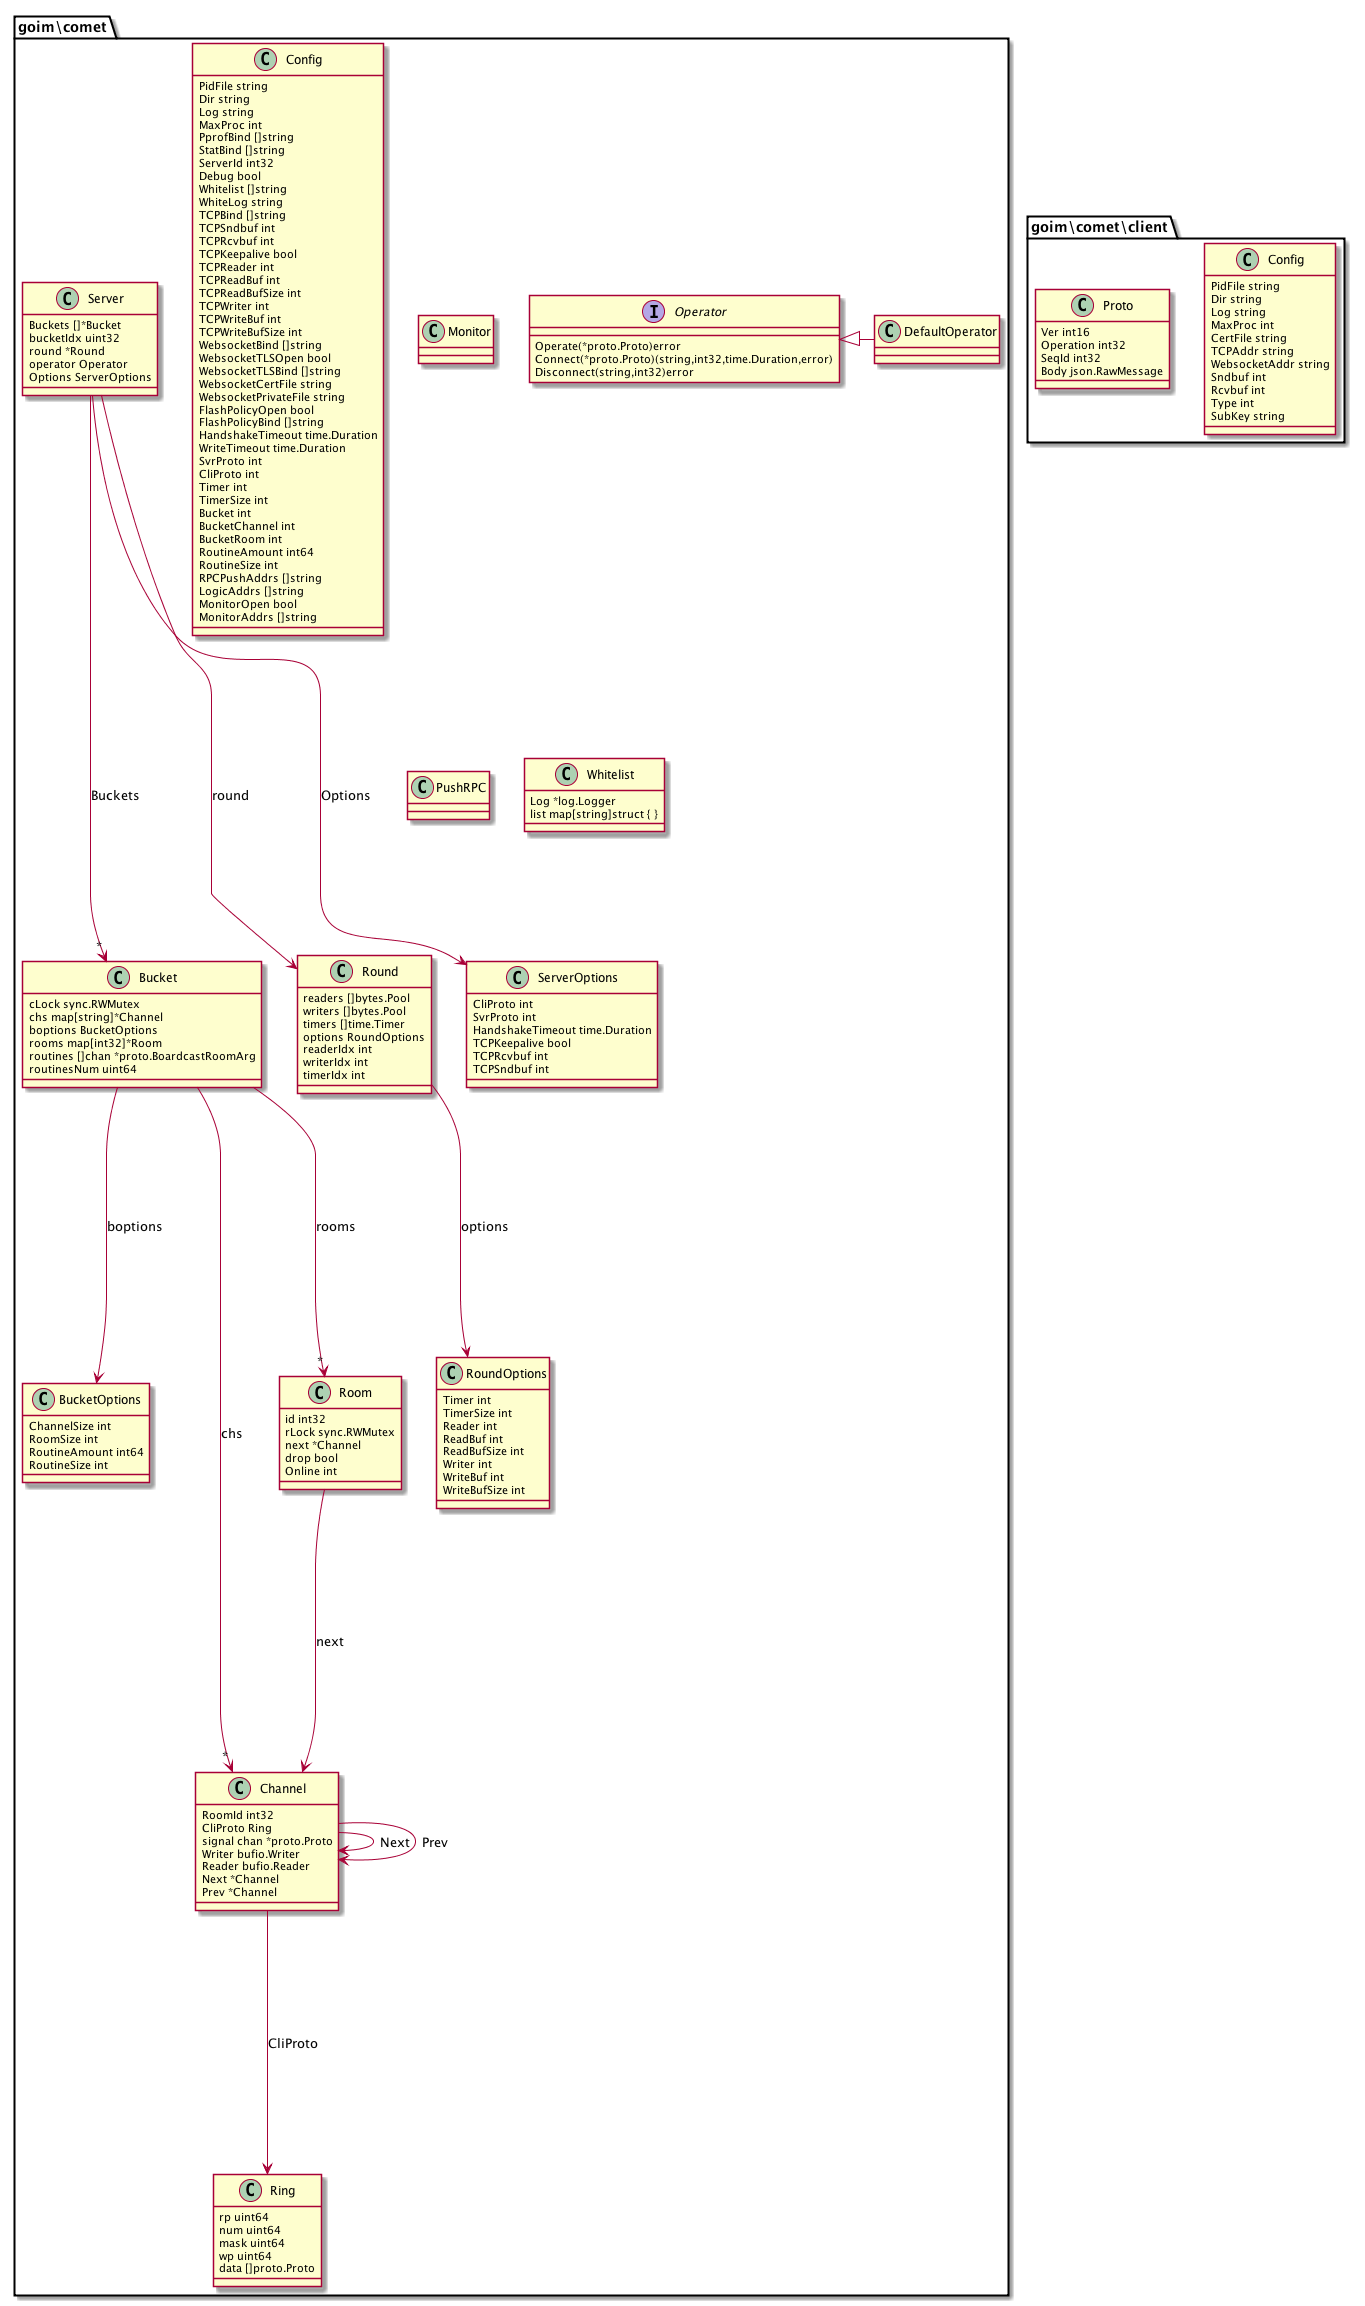 goim\comet
C Config
PidFile string
Dir string
Log string
MaxProc int
PprofBind []string
StatBind []string
ServerId int32
Debug bool
Whitelist []string
WhiteLog string
TCPBind []string
TCPSndbuf int
TCPRcvbuf int
TCPKeepalive bool
TCPReader int
TCPReadBuf int
TCPReadBufSize int
TCPWriter int
TCPWriteBuf int
TCPWriteBufSize int
WebsocketBind []string
WebsocketTLSOpen bool
WebsocketTLSBind []string
WebsocketCertFile string
WebsocketPrivateFile string
FlashPolicyOpen bool
FlashPolicyBind []string
HandshakeTimeout time.Duration
WriteTimeout time.Duration
SvrProto int
CliProto int
Timer int
TimerSize int
Bucket int
BucketChannel int
BucketRoom int
RoutineAmount int64
RoutineSize int
RPCPushAddrs []string
LogicAddrs []string
MonitorOpen bool
MonitorAddrs []string
C Server
Buckets []*Bucket
bucketIdx uint32
round *Round
operator Operator
Options ServerOptions
C Monitor
I Operator
Operate(*proto.Proto)error
Connect(*proto.Proto)(string,int32,time.Duration,error)
Disconnect(string,int32)error
C DefaultOperator
goim\comet\client
C Proto
Ver int16
Operation int32
SeqId int32
Body json.RawMessage
C Config
PidFile string
Dir string
Log string
MaxProc int
CertFile string
TCPAddr string
WebsocketAddr string
Sndbuf int
Rcvbuf int
Type int
SubKey string
Buckets
round
Options
C PushRPC
C Whitelist
Log *log.Logger
list map[string]struct { }
*
C Bucket
cLock sync.RWMutex
chs map[string]*Channel
boptions BucketOptions
rooms map[int32]*Room
routines []chan *proto.BoardcastRoomArg
routinesNum uint64
C Round
readers []bytes.Pool
writers []bytes.Pool
timers []time.Timer
options RoundOptions
readerIdx int
writerIdx int
timerIdx int
C ServerOptions
CliProto int
SvrProto int
HandshakeTimeout time.Duration
TCPKeepalive bool
TCPRcvbuf int
TCPSndbuf int
boptions
rooms
options
*
C BucketOptions
ChannelSize int
RoomSize int
RoutineAmount int64
RoutineSize int
chs
C Room
id int32
rLock sync.RWMutex
next *Channel
drop bool
Online int
C RoundOptions
Timer int
TimerSize int
Reader int
ReadBuf int
ReadBufSize int
Writer int
WriteBuf int
WriteBufSize int
next
*
C Channel
RoomId int32
CliProto Ring
signal chan *proto.Proto
Writer bufio.Writer
Reader bufio.Reader
Next *Channel
Prev *Channel
Next
Prev
CliProto
C Ring
rp uint64
num uint64
mask uint64
wp uint64
data []proto.Proto